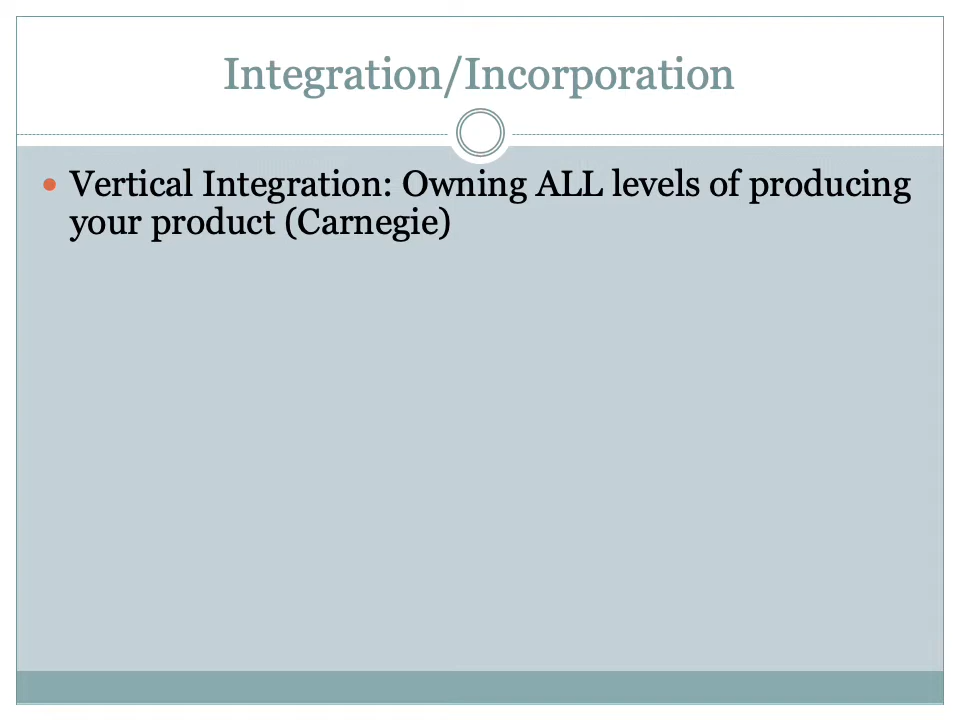 Integration/Incorporation
• Vertical Integration: Owning ALL levels of producing
your product (Carnegie)